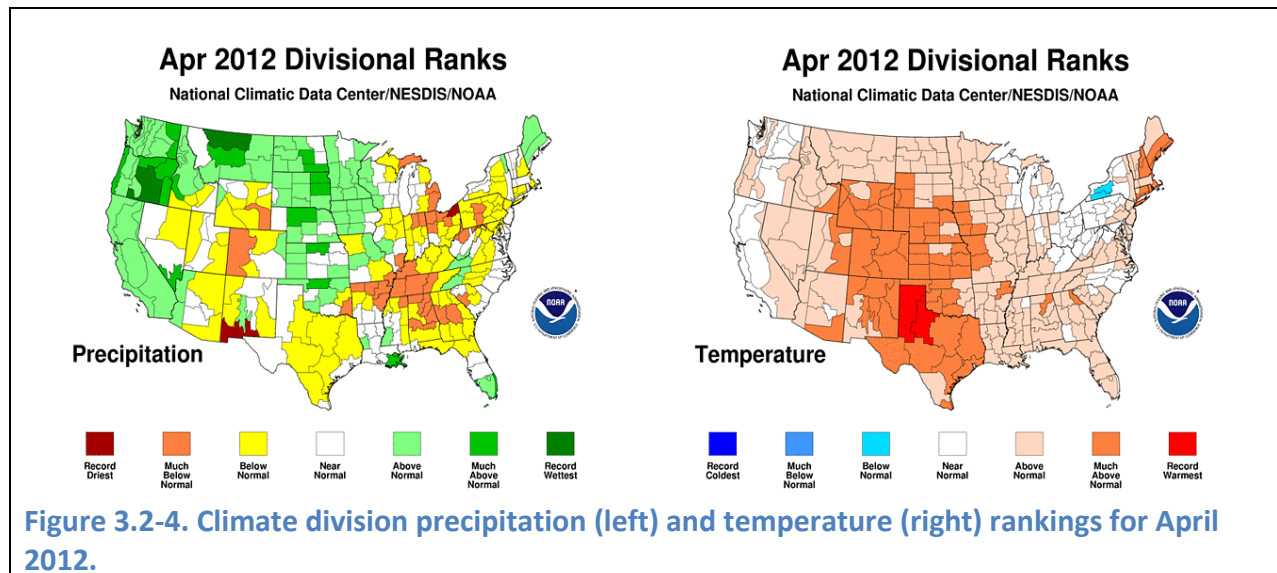 Apr 2012 Divisional Ranks
National Climatic Data Center/NESDIS/NOAA
NOAA
Precipitation
Record
Driest
Much
Below
Normal
Below
Normal
Near
Normal
Above
Normal
Much
Above
Normal
Record
Wettest
Apr 2012 Divisional Ranks
National Climatic Data Center/NESDIS/NOAA
NOAA
Temperature
Record
Coldest
Much
Below
Normal
Below
Normal
Near
Normal
Above
Normal
Much
Above
Normal
Record
Warmest
Figure 3.2-4. Climate division precipitation (left) and temperature (right) rankings for April
2012.